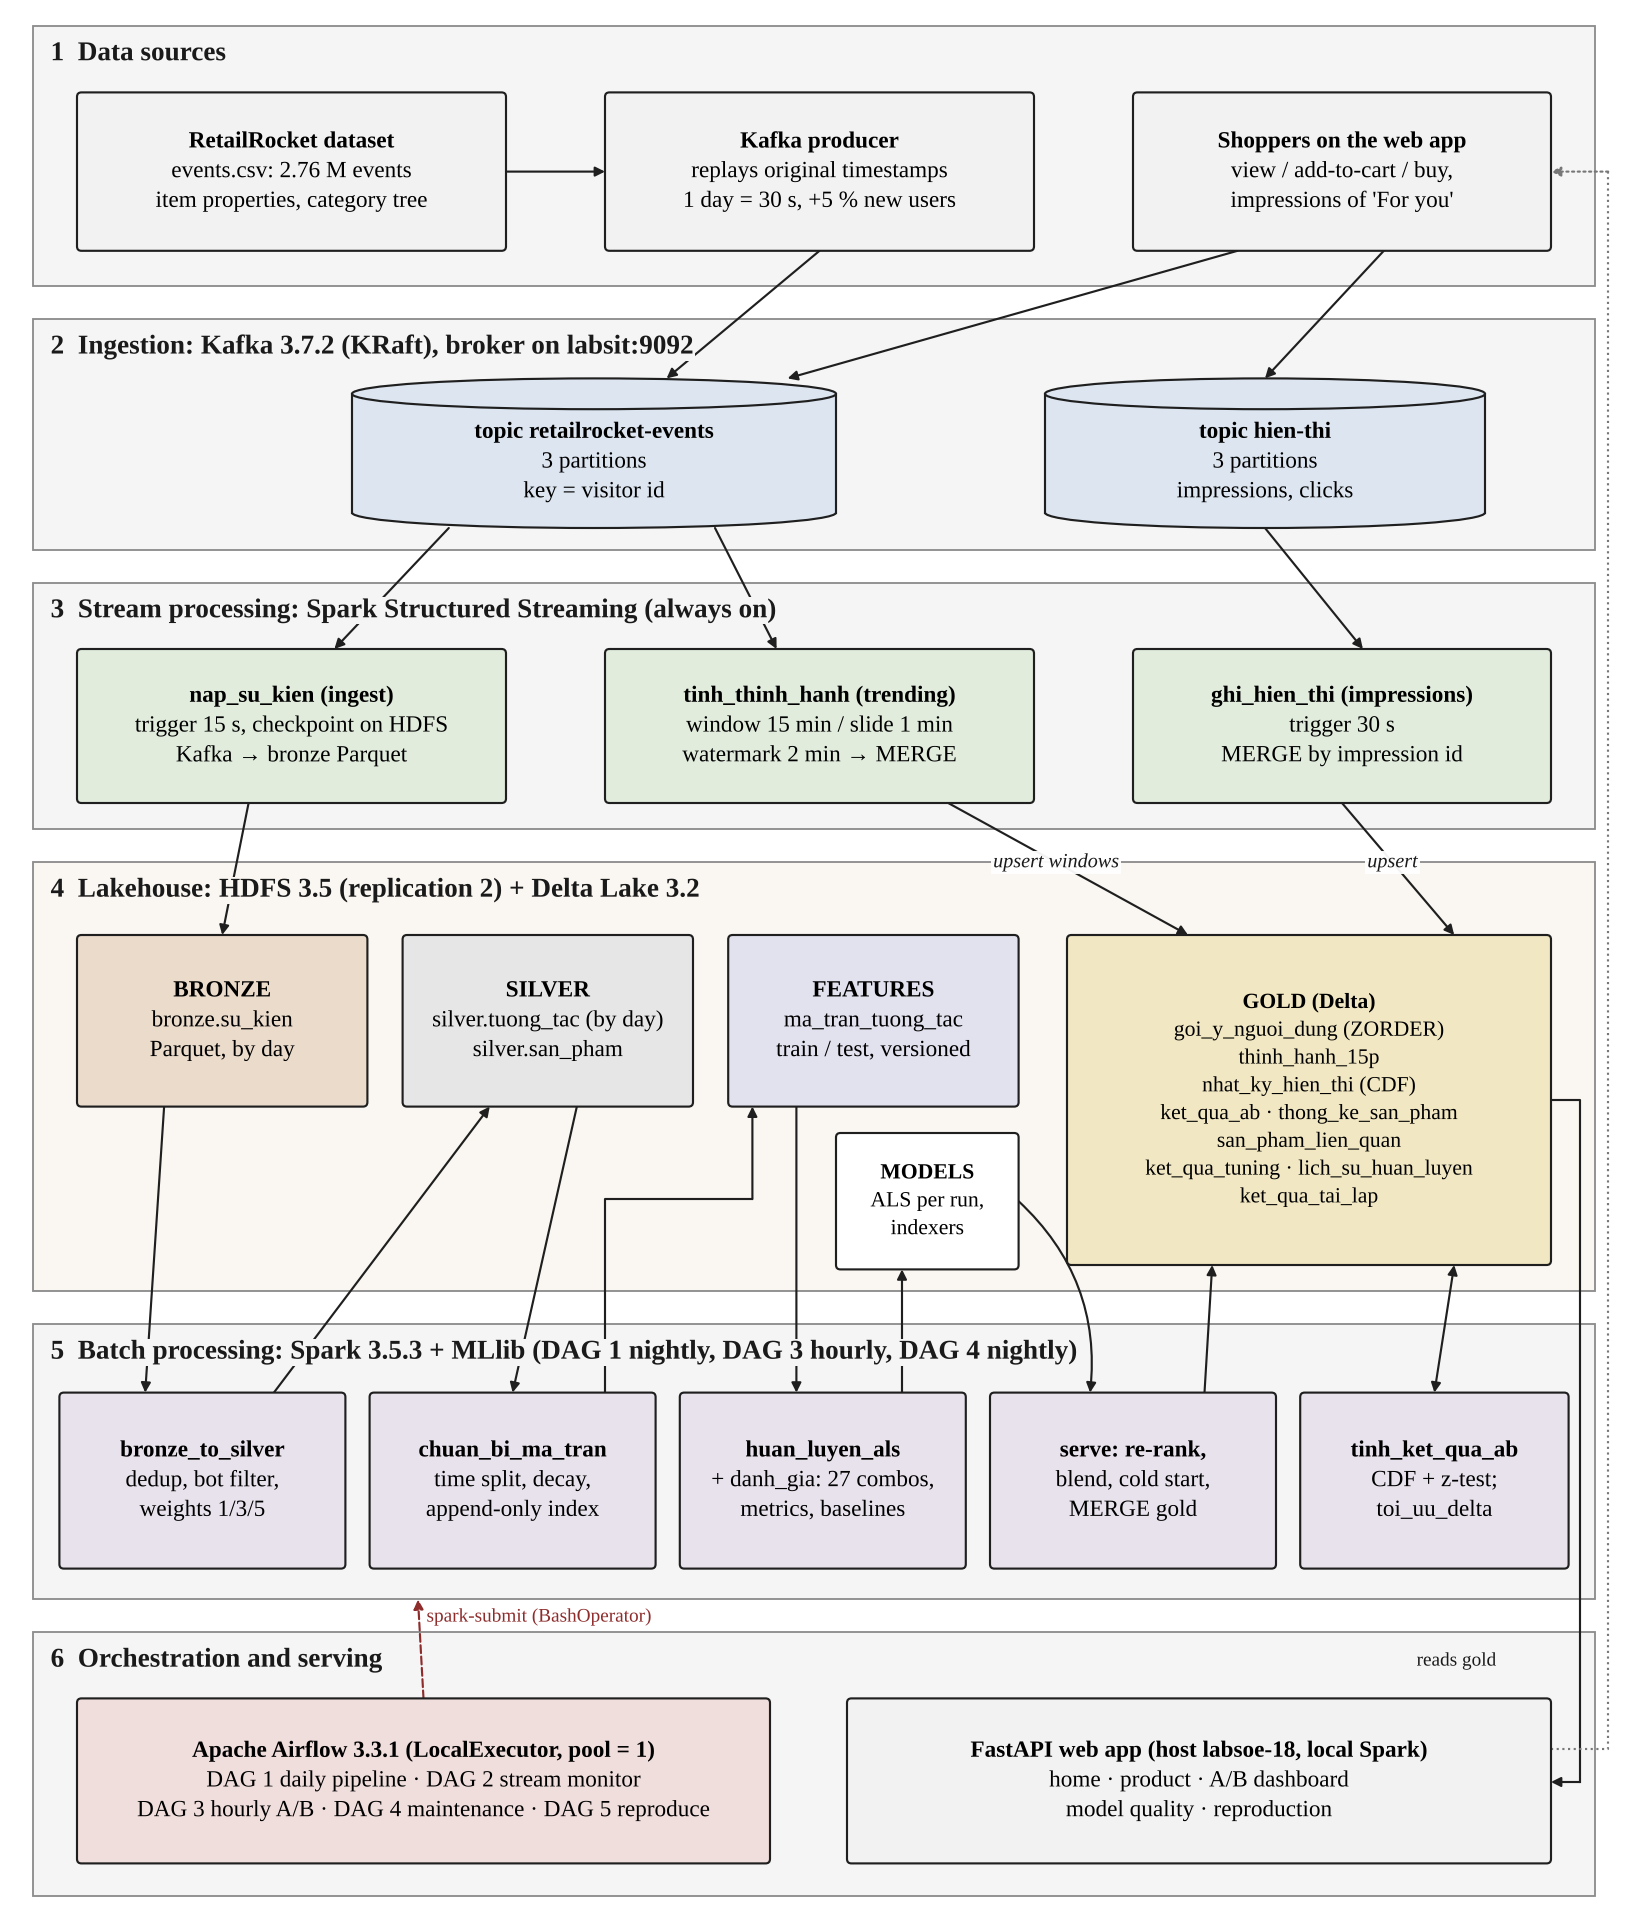 1 Data sources
RetailRocket dataset
events.csv: 2.76 M events
item properties, category tree
Kafka producer
replays original timestamps
1 day = 30 s, +5 % new users
Shoppers on the web app
view / add-to-cart / buy,
impressions of 'For you'
2 Ingestion: Kafka 3.7.2 (KRaft), broker on labsit:9092
topic retailrocket-events
3 partitions
key = visitor id
topic hien-thi
3 partitions
impressions, clicks
3 Stream processing: Spark Structured Streaming (always on)
nap_su_kien (ingest)
trigger 15 s, checkpoint on HDFS
Kafka → bronze Parquet
tinh_thinh_hanh (trending)
window 15 min / slide 1 min
watermark 2 min → MERGE
ghi_hien_thi (impressions)
trigger 30 s
MERGE by impression id
upsert windows
upsert
4 Lakehouse: HDFS 3.5 (replication 2) + Delta Lake 3.2
BRONZE
bronze.su_kien
Parquet, by day
SILVER
silver.tuong_tac (by day)
silver.san_pham
FEATURES
ma_tran_tuong_tac
train / test, versioned
MODELS
ALS per run,
indexers
GOLD (Delta)
goi_y_nguoi_dung (ZORDER)
thinh_hanh_15p
nhat_ky_hien_thi (CDF)
ket_qua_ab · thong_ke_san_pham
san_pham_lien_quan
ket_qua_tuning · lich_su_huan_luyen
ket_qua_tai_lap
5 Batch processing: Spark 3.5.3 + MLlib (DAG 1 nightly, DAG 3 hourly, DAG 4 nightly)
bronze_to_silver
dedup, bot filter,
weights 1/3/5
chuan_bi_ma_tran
time split, decay,
append-only index
huan_luyen_als
+ danh_gia: 27 combos,
metrics, baselines
serve: re-rank,
blend, cold start,
MERGE gold
tinh_ket_qua_ab
CDF + z-test;
toi_uu_delta
spark-submit (BashOperator)
6 Orchestration and serving
reads gold
Apache Airflow 3.3.1 (LocalExecutor, pool = 1)
DAG 1 daily pipeline · DAG 2 stream monitor
DAG 3 hourly A/B · DAG 4 maintenance · DAG 5 reproduce
FastAPI web app (host labsoe-18, local Spark)
home · product · A/B dashboard
model quality · reproduction